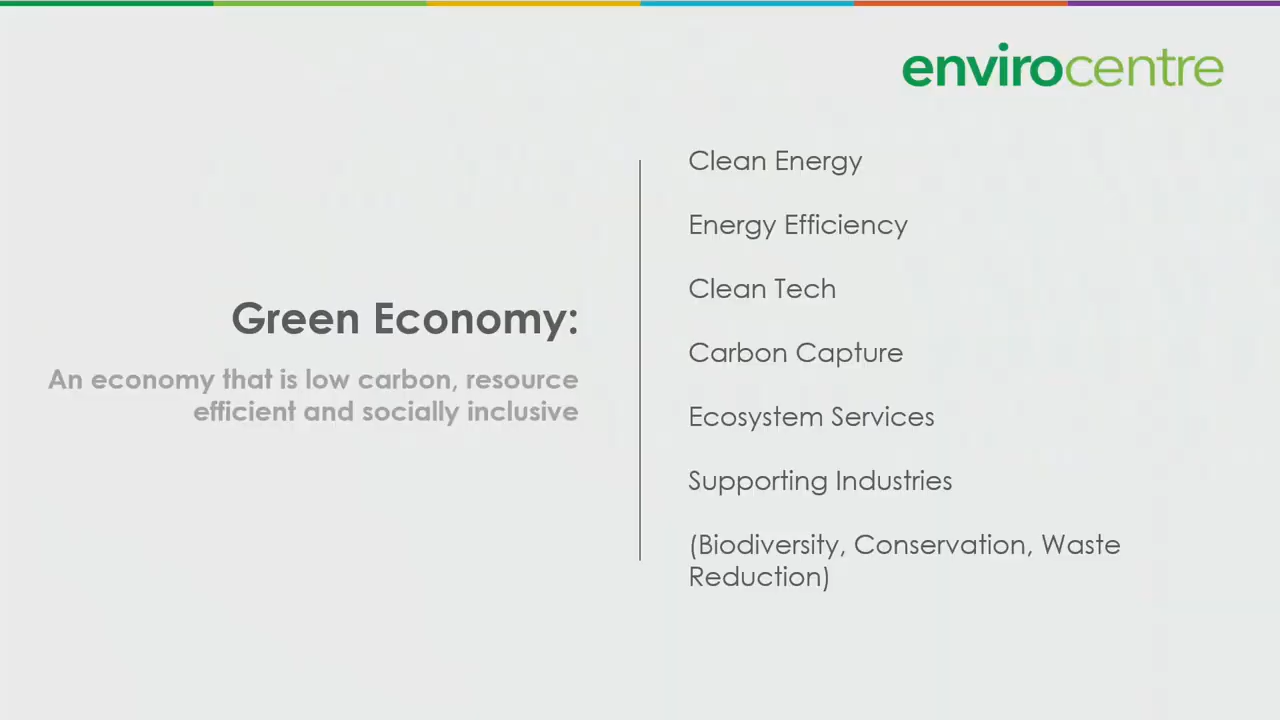 envirocentre
Green Economy:
An economy that is low carbon, resource
efficient and socially inclusive
Clean Energy
Energy Efficiency
Clean Tech
Carbon Capture
Ecosystem Services
Supporting Industries
(Biodiversity, Conservation, Waste
Reduction)